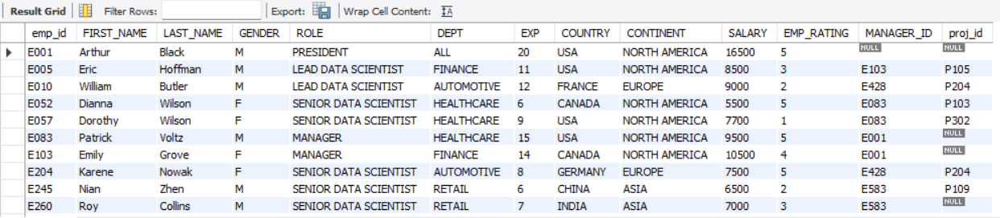 Result Grid Filter Rows: Export: Wrap Cell Content: IA
emp_id FIRST_NAME LAST_NAME GENDER ROLE DEPT EXP COUNTRY CONTINENT SALARY EMP_RATING MANAGER_ID proj_id
E001 Arthur Black M PRESIDENT ALL 20 USA NORTH AMERICA 16500 5 NULL NULL
E005 Eric Hoffman M LEAD DATA SCIENTIST FINANCE 11 USA NORTH AMERICA 8500 3 E103 P105
E010 William Butler M LEAD DATA SCIENTIST AUTOMOTIVE 12 FRANCE EUROPE 9000 2 E428 P204
E052 Dianna Wilson F SENIOR DATA SCIENTIST HEALTHCARE 6 CANADA NORTH AMERICA 5500 5 E083 P103
E057 Dorothy Wilson F SENIOR DATA SCIENTIST HEALTHCARE 9 USA NORTH AMERICA 7700 1 E083 P302
E083 Patrick Voltz M MANAGER HEALTHCARE 15 USA NORTH AMERICA 9500 5 E001 NULL
E103 Emily Grove F MANAGER FINANCE 14 CANADA NORTH AMERICA 10500 4 E001 NULL
E204 Karene Nowak F SENIOR DATA SCIENTIST AUTOMOTIVE 8 GERMANY EUROPE 7500 5 E428 P204
E245 Nian Zhen M SENIOR DATA SCIENTIST RETAIL 6 CHINA ASIA 6500 2 E583 P109
E260 Roy Collins M SENIOR DATA SCIENTIST RETAIL 7 INDIA ASIA 7000 3 E583 NULL